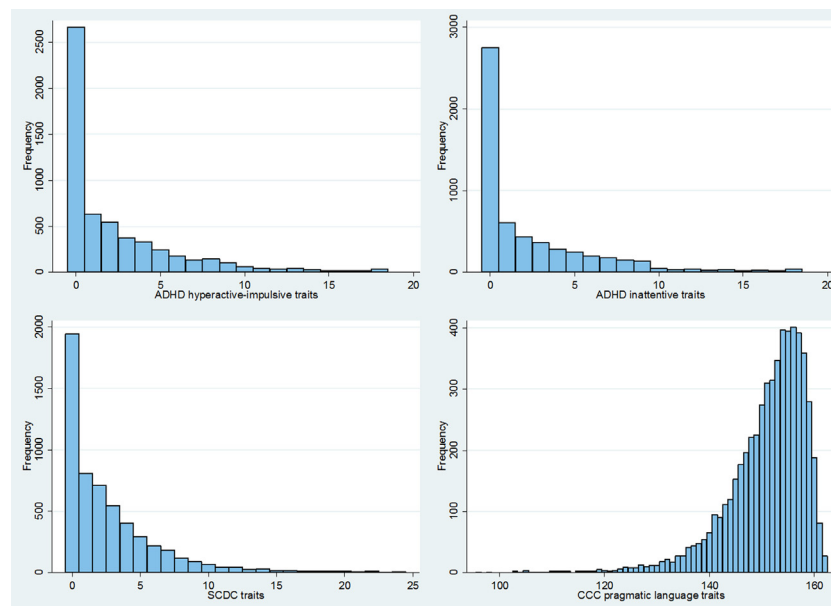 Frequency
0 500 1000 1500 2000 2500
0 5 10 15 20
ADHD hyperactive-impulsive traits
Frequency
0 1000 2000 3000
0 5 10 15 20
ADHD inattentive traits
Frequency
0 500 1000 1500 2000
0 5 10 15 20 25
SCDC traits
Frequency
0 100 200 300 400
100 120 140 160
CCC pragmatic language traits